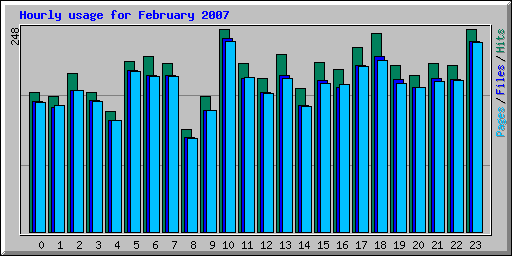 Hourly usage for February 2007
248
Pages / Files / Hits
0 1 2 3 4 5 6 7 8 9 10 11 12 13 14 15 16 17 18 19 20 21 22 23